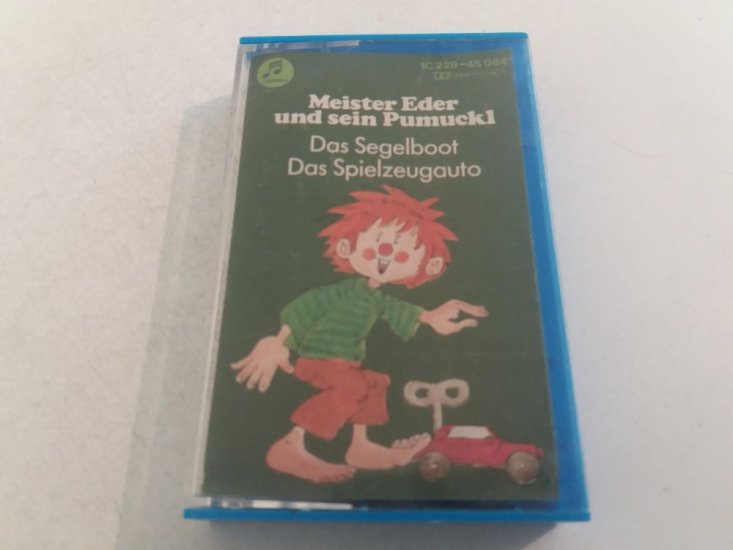 1C 228-45 084
Meister Eder
und sein Pumuckl
Das Segelboot
Das Spielzeugauto